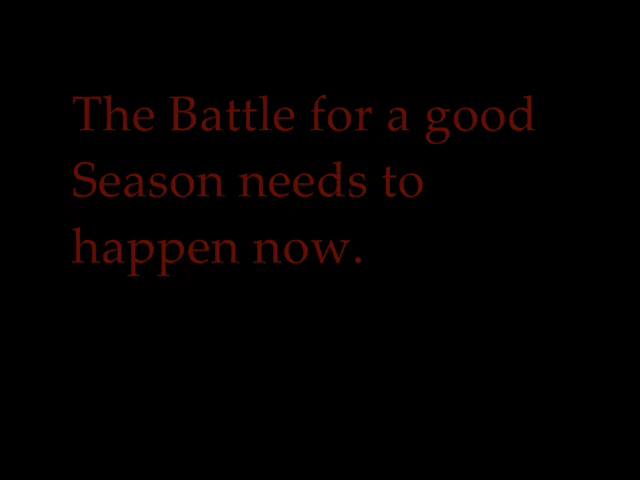 The Battle for a good
Season needs to
happen now.